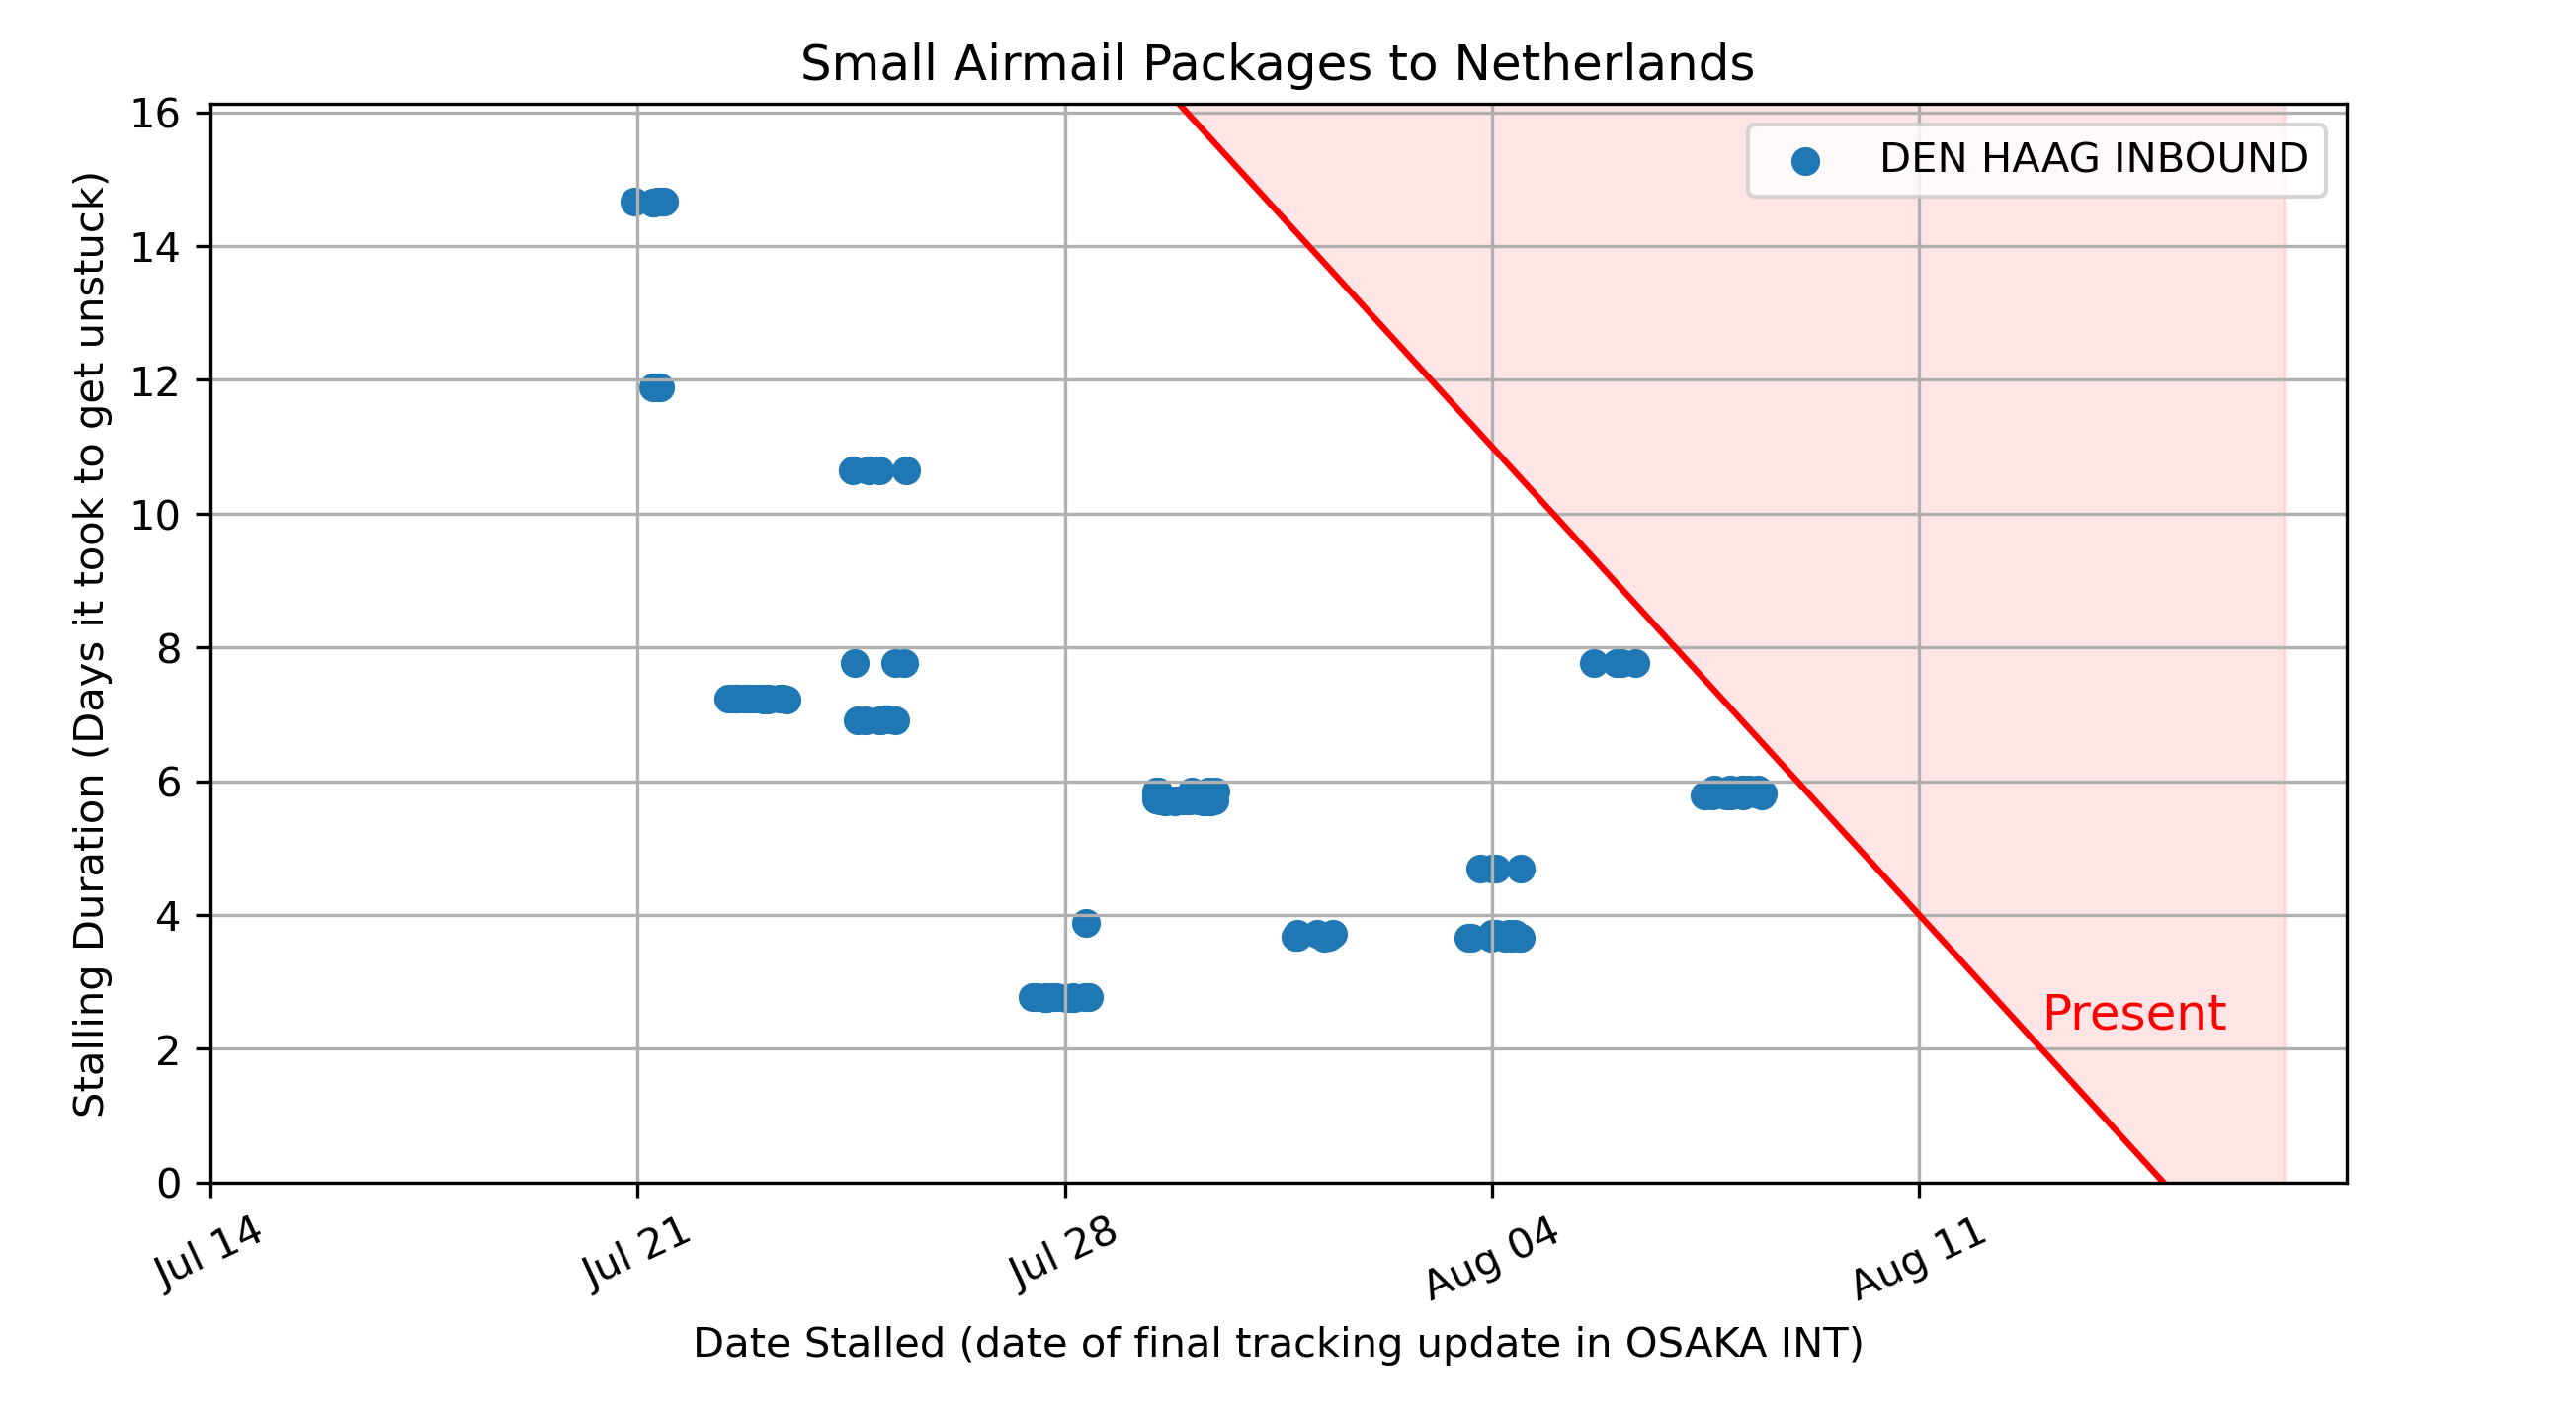 Small Airmail Packages to Netherlands
Stalling Duration (Days it took to get unstuck)
16
14
12
10
8
6
4
2
0
DEN HAAG INBOUND
Present
Jul 14
Jul 21
Jul 28
Aug 04
Aug 11
Date Stalled (date of final tracking update in OSAKA INT)